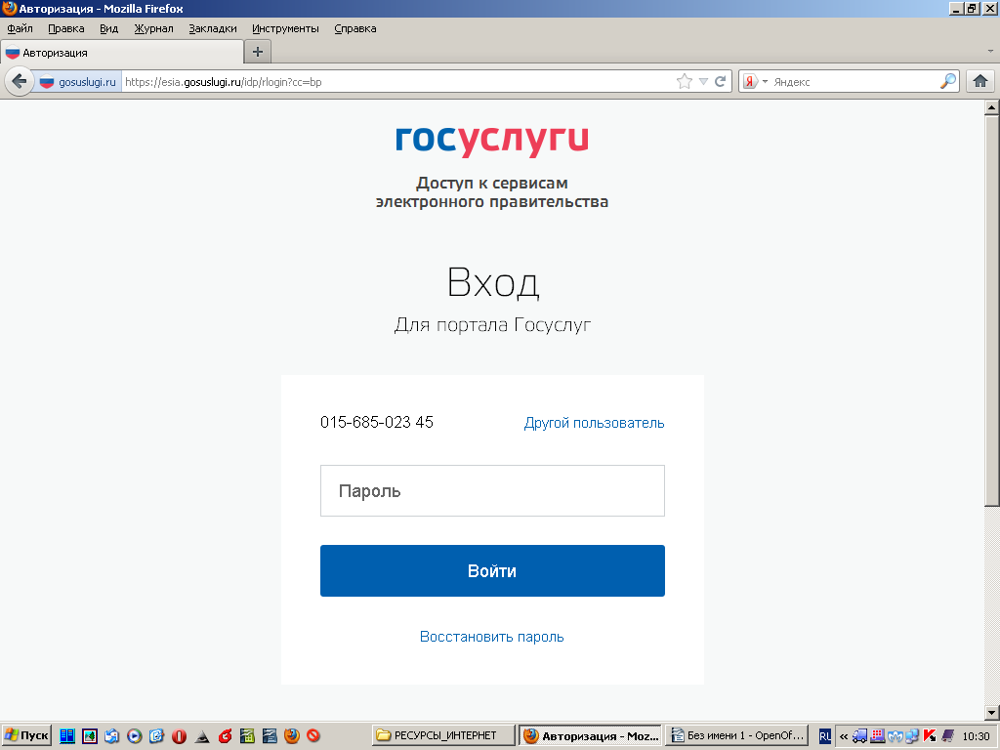 Авторизация - Mozilla Firefox
Файл Правка Вид Журнал Закладки Инструменты Справка
Авторизация
gosuslugi.ru https://esia.gosuslugi.ru/idp/rlogin?cc=bp Яндекс
госуслуги
Доступ к сервисам
электронного правительства
Вход
Для портала Госуслуг
015-685-023 45 Другой пользователь
Пароль
Войти
Восстановить пароль
Пуск РЕСУРСЫ_ИНТЕРНЕТ Авторизация - Moz... Без имени 1 - OpenOf... RL 10:30